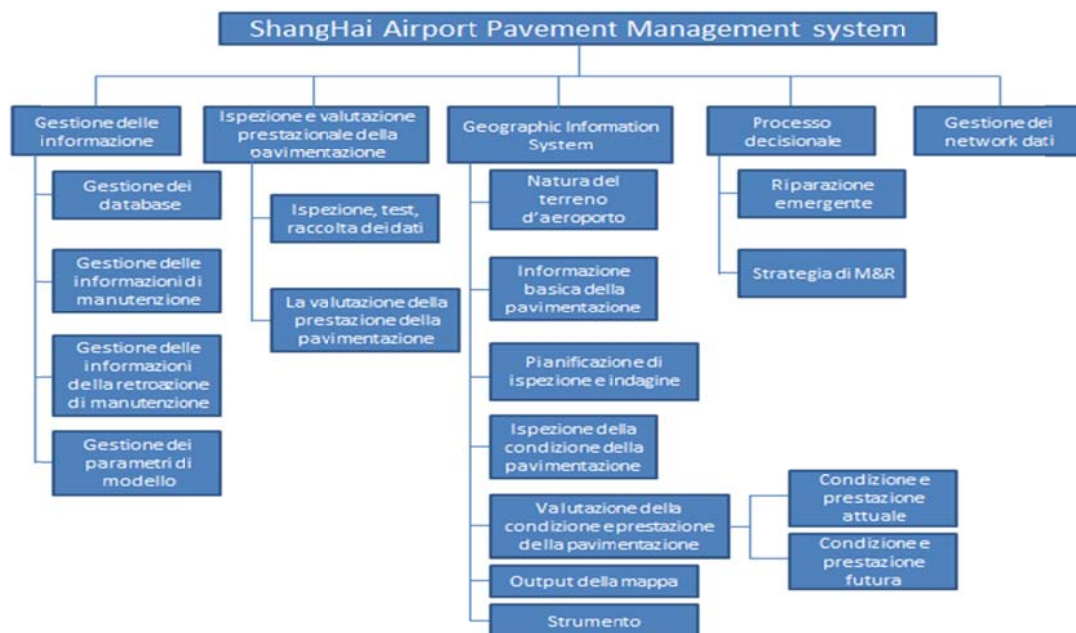 ShangHai Airport Pavement Management system
Gestione delle
informazione
Gestione dei
database
Gestione delle
informazioni di
manutenzione
Gestione delle
informazioni
della retroazione
di manutenzione
Gestione dei
parametri di
modello
Ispezione e valutazione
prestazionale della
pavimentazione
Ispezione, test,
raccolta dei dati
La valutazione della
prestazione della
pavimentazione
Geographic Information
System
Natura del
terreno
d'aeroporto
Informazione
basica della
pavimentazione
Pianificazione di
ispezione e indagine
Ispezione della
condizione della
pavimentazione
Valutazione della
condizione e prestazione
della pavimentazione
Condizione e
prestazione
attuale
Condizione e
prestazione
futura
Output della mappa
Strumento
Processo
decisionale
Riparazione
emergente
Strategia di M&R
Gestione dei
network dati